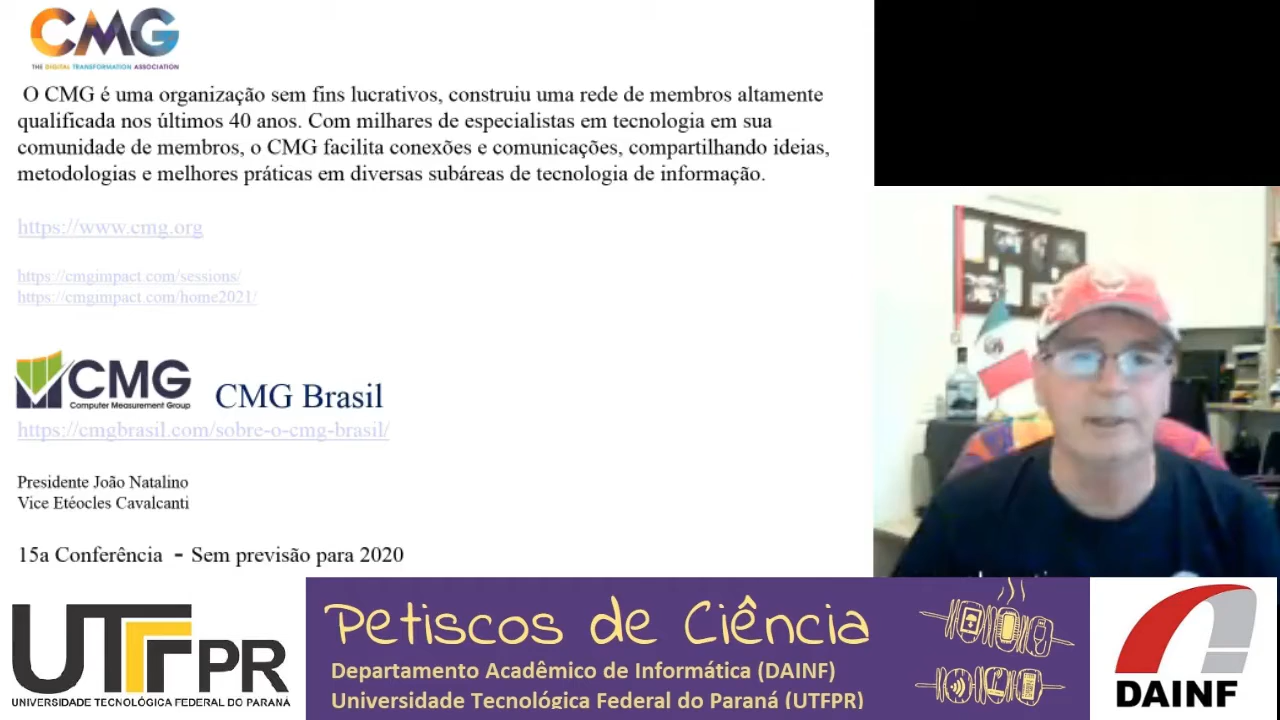 CMG
THE DIGITAL TRANSFORMATION ASSOCIATION
O CMG é uma organização sem fins lucrativos, construiu uma rede de membros altamente
qualificada nos últimos 40 anos. Com milhares de especialistas em tecnologia em sua
comunidade de membros, o CMG facilita conexões e comunicações, compartilhando ideias,
metodologias e melhores práticas em diversas subáreas de tecnologia de informação.
https://www.cmg.org
https://cmgimpact.com/sessions/
https://cmgimpact.com/home2021/
CMG
Computer Measurement Group
CMG Brasil
https://cmgbrasil.com/sobre-o-cmg-brasil/
Presidente João Natalino
Vice Etéocles Cavalcanti
15a Conferência - Sem previsão para 2020
UTFPR
UNIVERSIDADE TECNOLÓGICA FEDERAL DO PARANÁ
Petiscos de Ciência
Departamento Acadêmico de Informática (DAINF)
Universidade Tecnológica Federal do Paraná (UTFPR)
DAINF